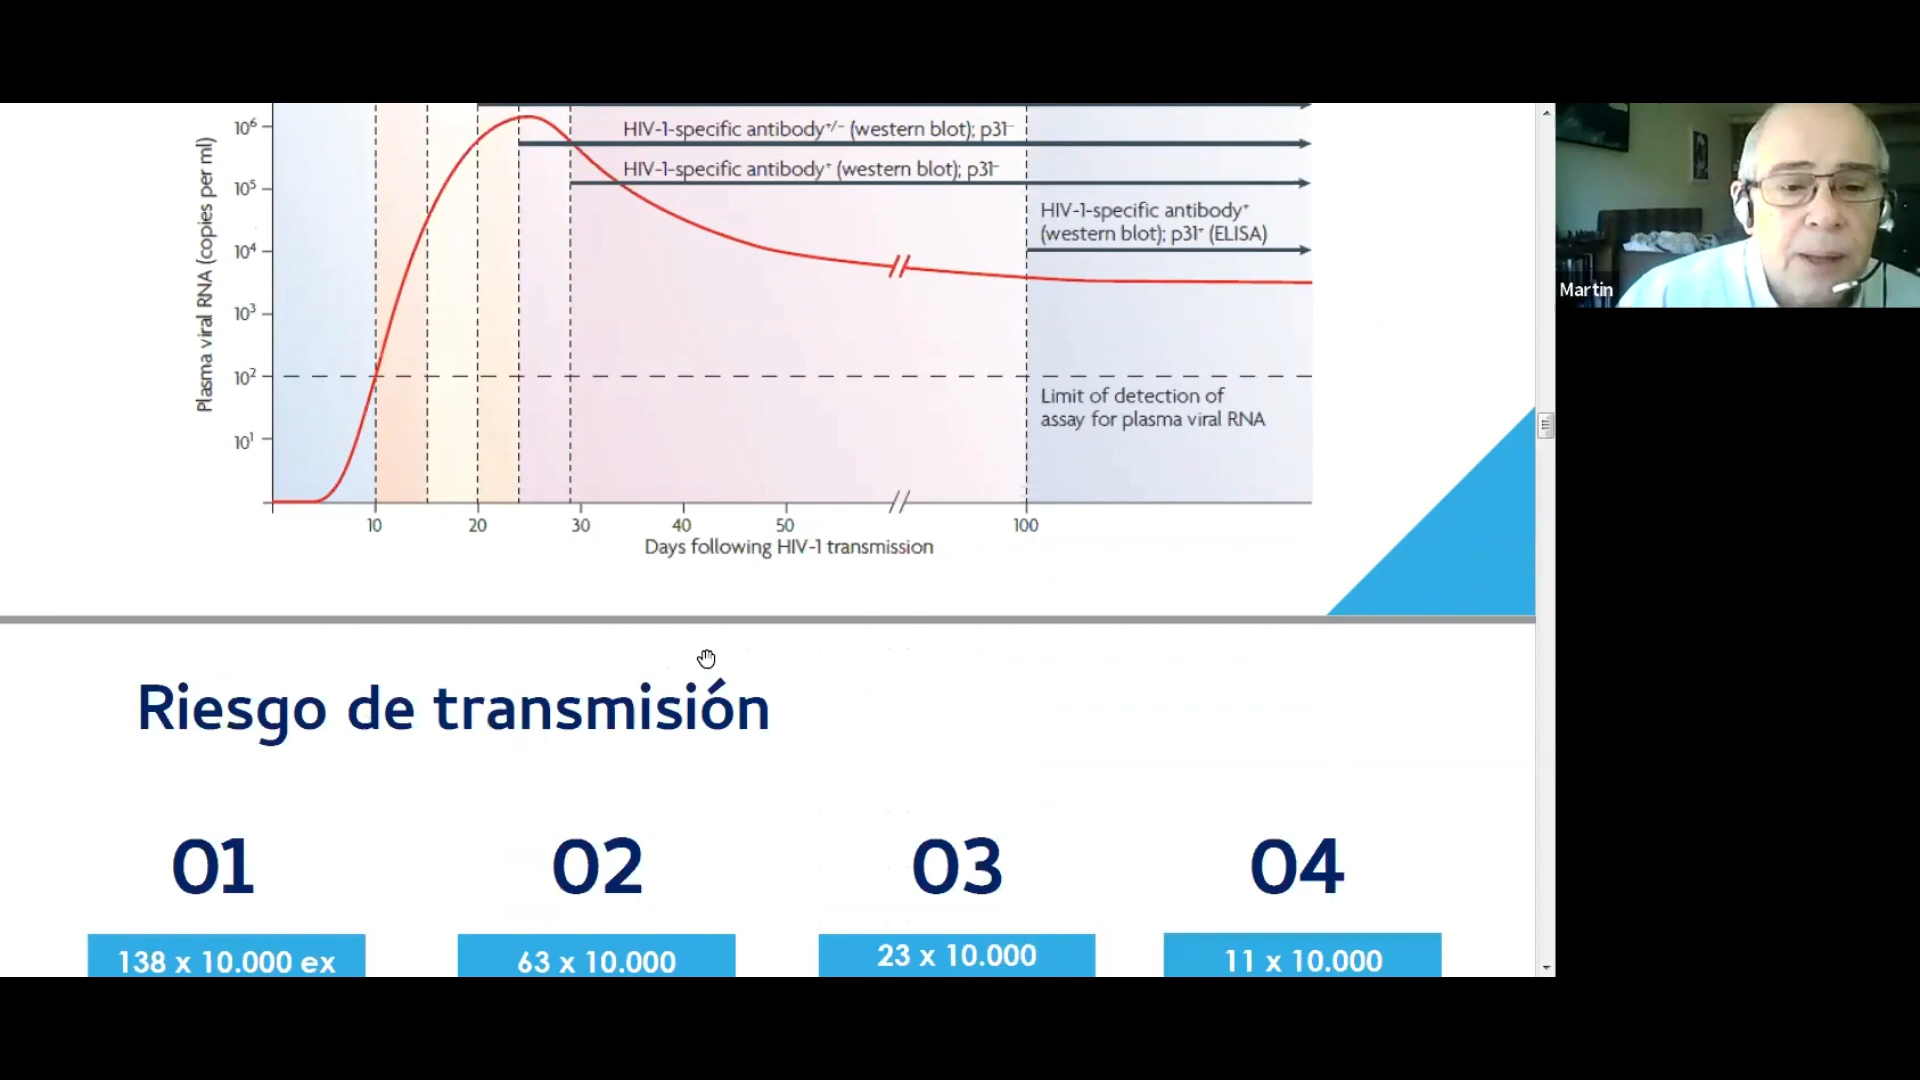 Plasma viral RNA (copies per ml)
10⁶
10⁵
10⁴
10³
10²
10¹
HIV-1-specific antibody⁺/⁻ (western blot); p31⁻
HIV-1-specific antibody⁺ (western blot); p31⁻
HIV-1-specific antibody⁺
(western blot); p31⁺ (ELISA)
Limit of detection of
assay for plasma viral RNA
10 20 30 40 50 100
Days following HIV-1 transmission
Martin
Riesgo de transmisión
01 02 03 04
138 x 10.000 ex
63 x 10.000
23 x 10.000
11 x 10.000